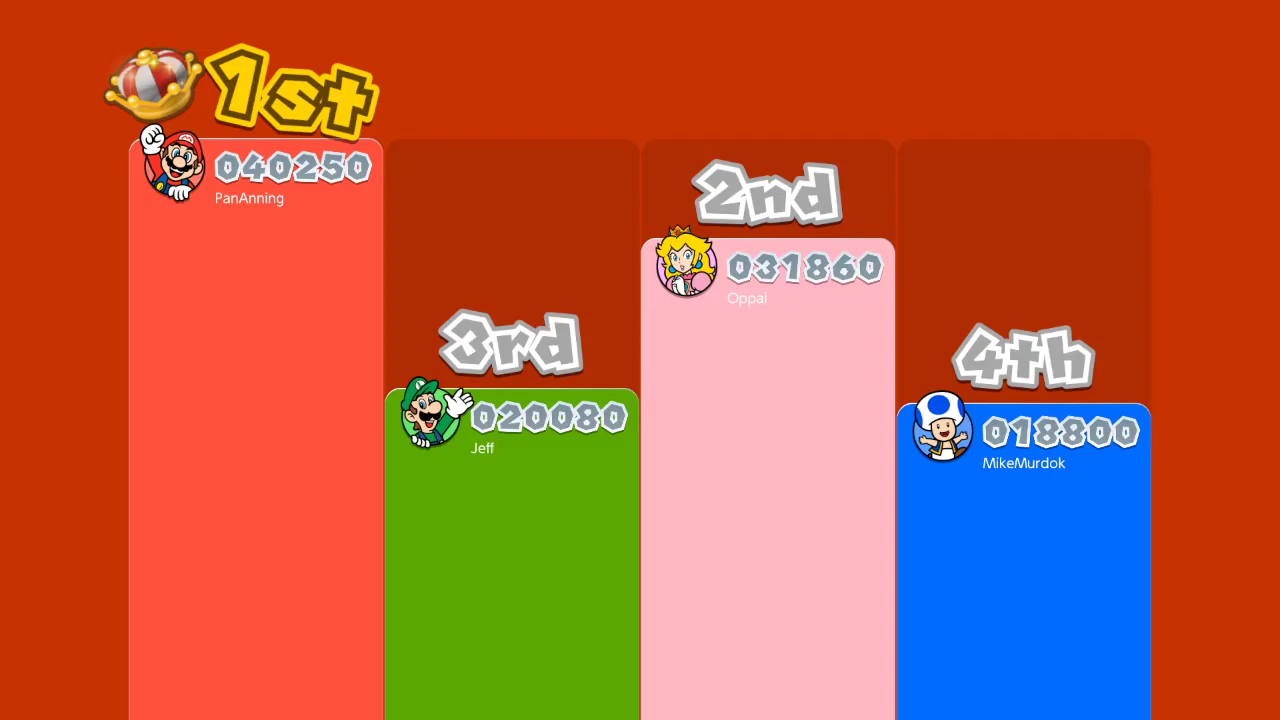 1st
040250
PanAnning
3rd
020080
Jeff
2nd
031860
Oppai
4th
018800
MikeMurdok